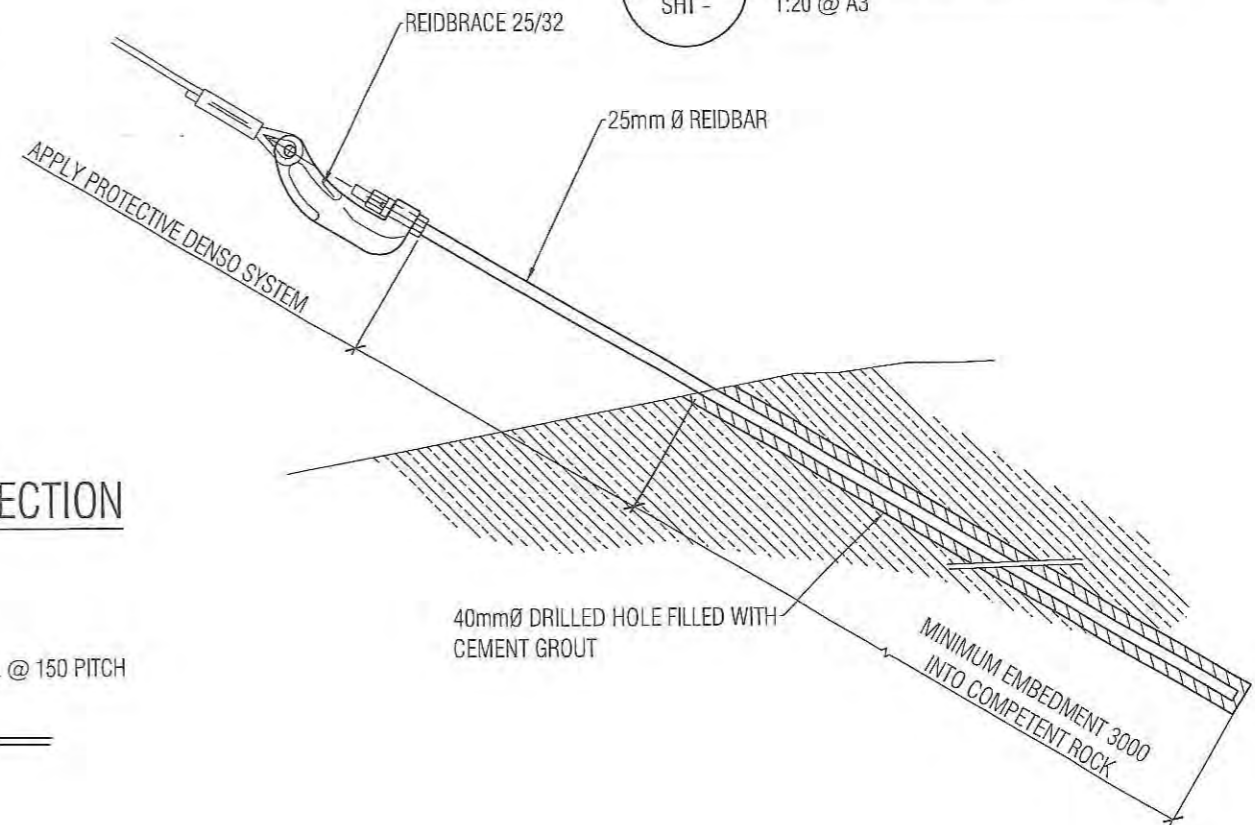 SHT -
1:20 @ A3
REIDBRACE 25/32
25mm Ø REIDBAR
APPLY PROTECTIVE DENSO SYSTEM
ECTION
40mmØ DRILLED HOLE FILLED WITH
CEMENT GROUT
@ 150 PITCH
MINIMUM EMBEDMENT 3000
INTO COMPETENT ROCK